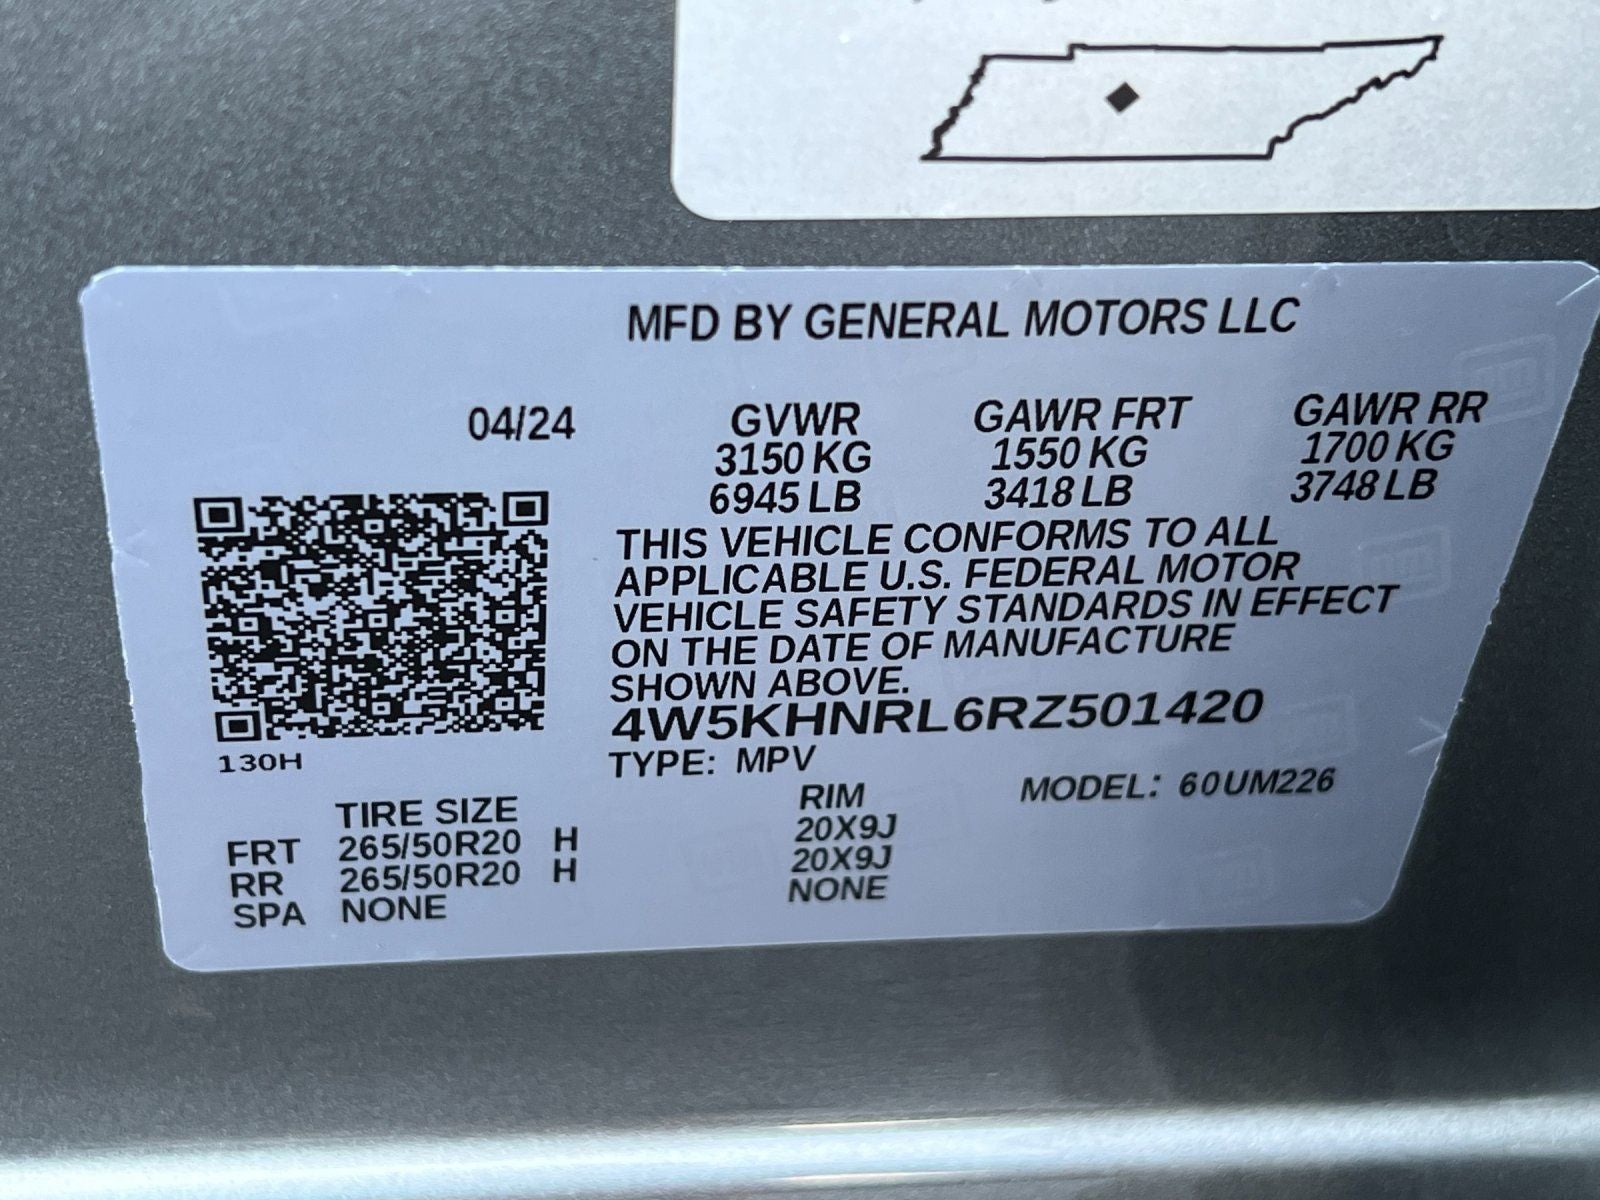 MFD BY GENERAL MOTORS LLC
04/24 GVWR GAWR FRT GAWR RR
3150 KG 1550 KG 1700 KG
6945 LB 3418 LB 3748 LB
THIS VEHICLE CONFORMS TO ALL
APPLICABLE U.S. FEDERAL MOTOR
VEHICLE SAFETY STANDARDS IN EFFECT
ON THE DATE OF MANUFACTURE
SHOWN ABOVE.
4W5KHNRL6RZ501420
130H TYPE: MPV
MODEL: 60UM226
TIRE SIZE RIM
FRT 265/50R20 H 20X9J
RR 265/50R20 H 20X9J
SPA NONE NONE